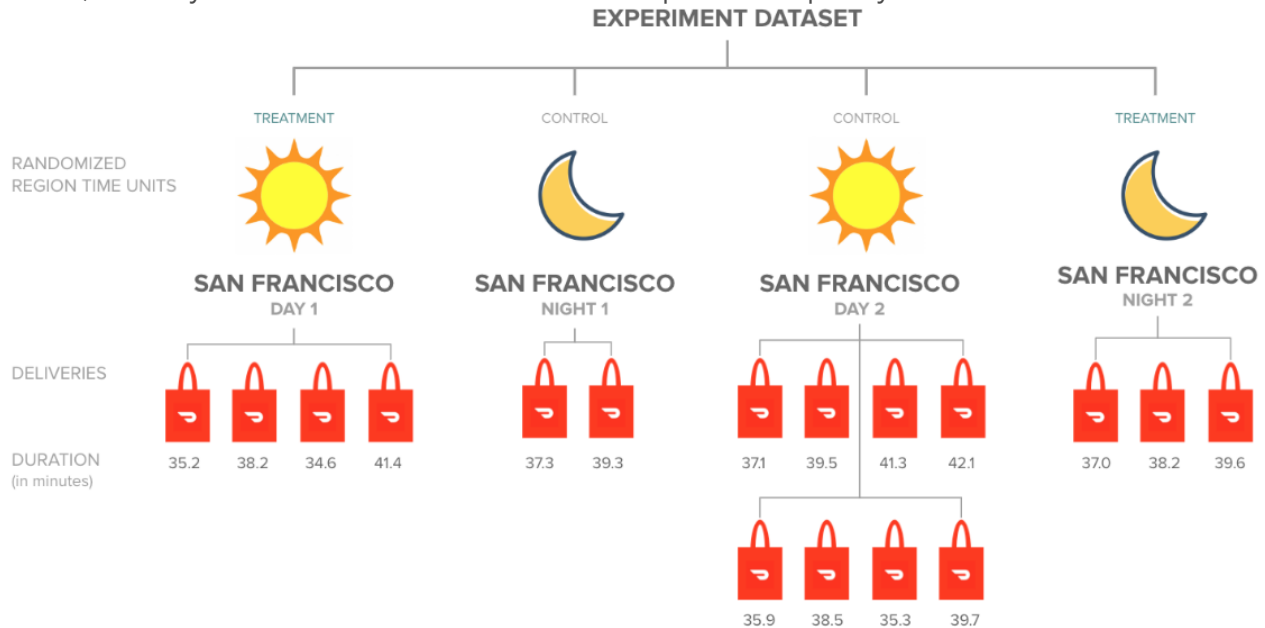 EXPERIMENT DATASET
TREATMENT CONTROL CONTROL TREATMENT
RANDOMIZED
REGION TIME UNITS
SAN FRANCISCO SAN FRANCISCO SAN FRANCISCO SAN FRANCISCO
DAY 1 NIGHT 1 DAY 2 NIGHT 2
DELIVERIES
DURATION 35.2 38.2 34.6 41.4 37.3 39.3 37.1 39.5 41.3 42.1 37.0 38.2 39.6
(in minutes)
35.9 38.5 35.3 39.7